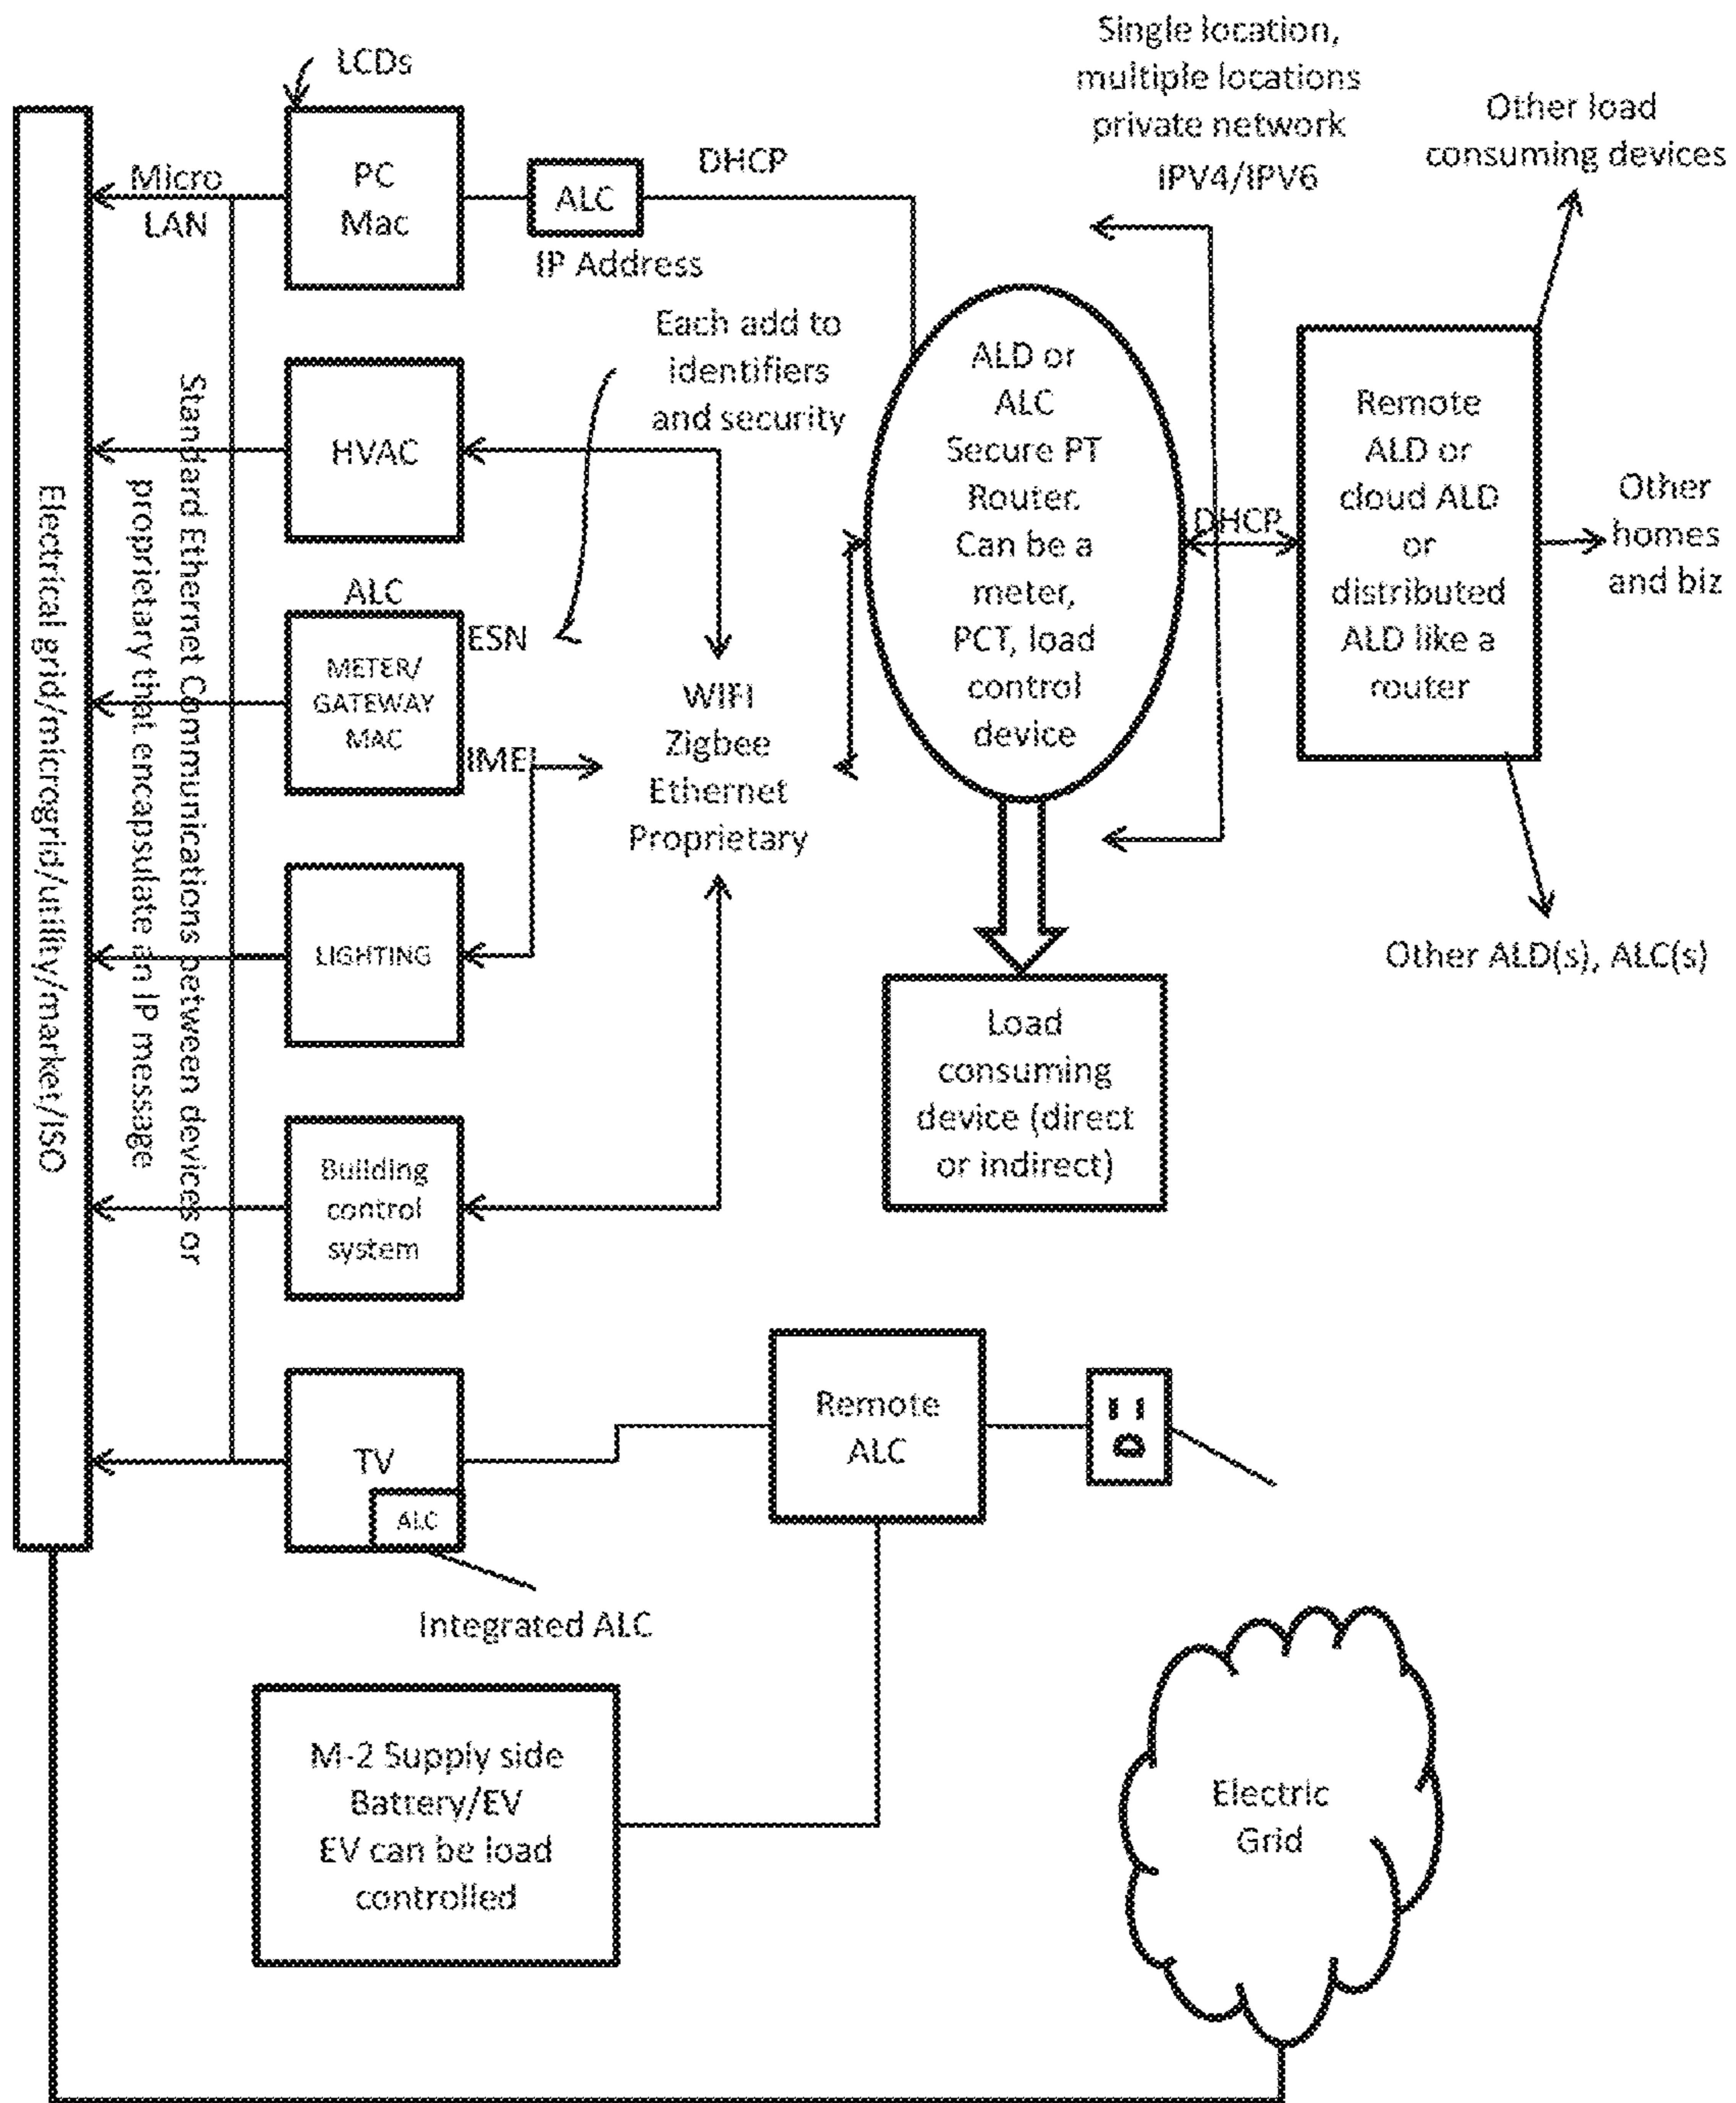 LCDs
Single location,
multiple locations
private network
IPV4/IPV6
Other load
consuming devices
Micro
LAN
PC
Mac
ALC
DHCP
IP Address
Each add to
identifiers
and security
HVAC
ALD or
ALC
Secure PT
Router.
Can be a
meter,
PCT, load
control
device
DHCP
Remote
ALD or
cloud ALD
or
distributed
ALD like a
router
Other
homes
and biz
ALC
METER/
GATEWAY
MAC
ESN
IMEI
WIFI
Zigbee
Ethernet
Proprietary
Electrical grid/microgrid/utility/market/ISO
Standard Ethernet Communications between devices or
proprietary that encapsulate an IP message
LIGHTING
Other ALD(s), ALC(s)
Load
consuming
device (direct
or indirect)
Building
control
system
TV
ALC
Remote
ALC
Integrated ALC
M-2 Supply side
Battery/EV
EV can be load
controlled
Electric
Grid